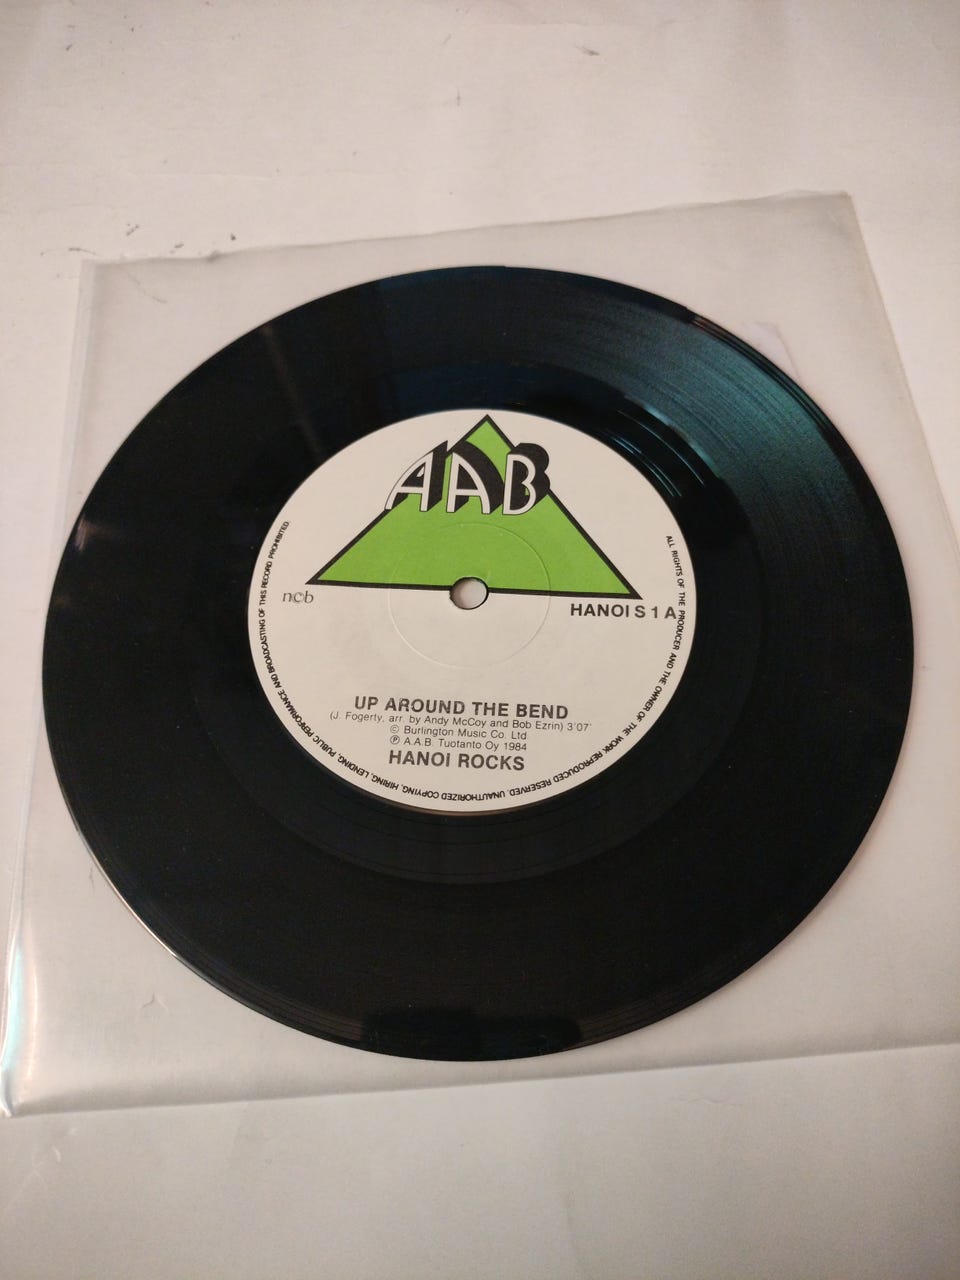 AAB
ncb
HANOI S 1 A
UP AROUND THE BEND
(J. Fogerty, arr. by Andy McCoy and Bob Ezrin) 3'07'
© Burlington Music Co. Ltd.
℗ A.A.B. Tuotanto Oy 1984
HANOI ROCKS
ALL RIGHTS OF THE PRODUCER AND THE OWNER OF THE WORK REPRODUCED RESERVED. UNAUTHORIZED COPYING, HIRING, LENDING, PUBLIC PERFORMANCE AND BROADCASTING OF THIS RECORD PROHIBITED.